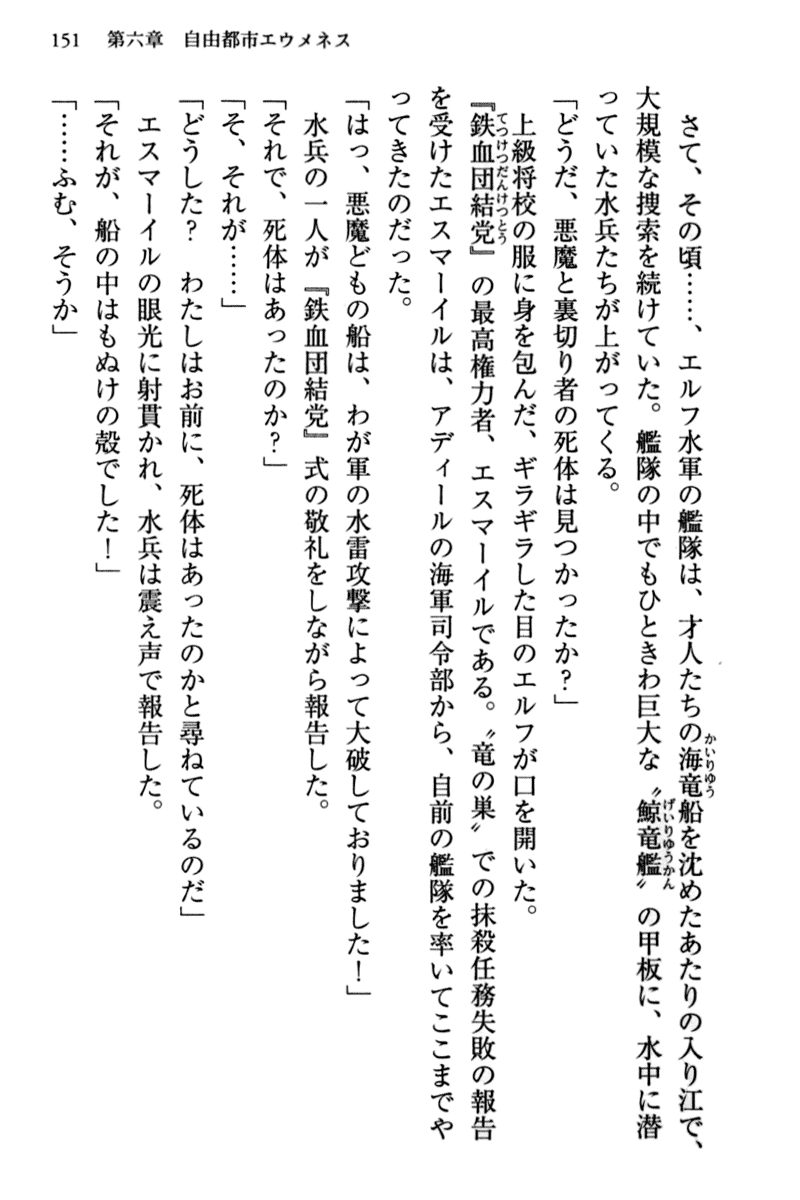 151　第六章　自由都市エウメネス
　さて、その頃……、エルフ水軍の艦隊は、才人たちの海竜船を沈めたあたりの入り江で、
大規模な捜索を続けていた。艦隊の中でもひときわ巨大な〝鯨竜艦〟の甲板に、水中に潜
っていた水兵たちが上がってくる。
「どうだ、悪魔と裏切り者の死体は見つかったか？」
　上級将校の服に身を包んだ、ギラギラした目のエルフが口を開いた。
『鉄血団結党』の最高権力者、エスマーイルである。〝竜の巣〟での抹殺任務失敗の報告
を受けたエスマーイルは、アディールの海軍司令部から、自前の艦隊を率いてここまでや
ってきたのだった。
「はっ、悪魔どもの船は、わが軍の水雷攻撃によって大破しておりました！」
　水兵の一人が『鉄血団結党』式の敬礼をしながら報告した。
「それで、死体はあったのか？」
「そ、それが……」
「どうした？　わたしはお前に、死体はあったのかと尋ねているのだ」
　エスマーイルの眼光に射貫かれ、水兵は震え声で報告した。
「それが、船の中はもぬけの殻でした！」
「……ふむ、そうか」